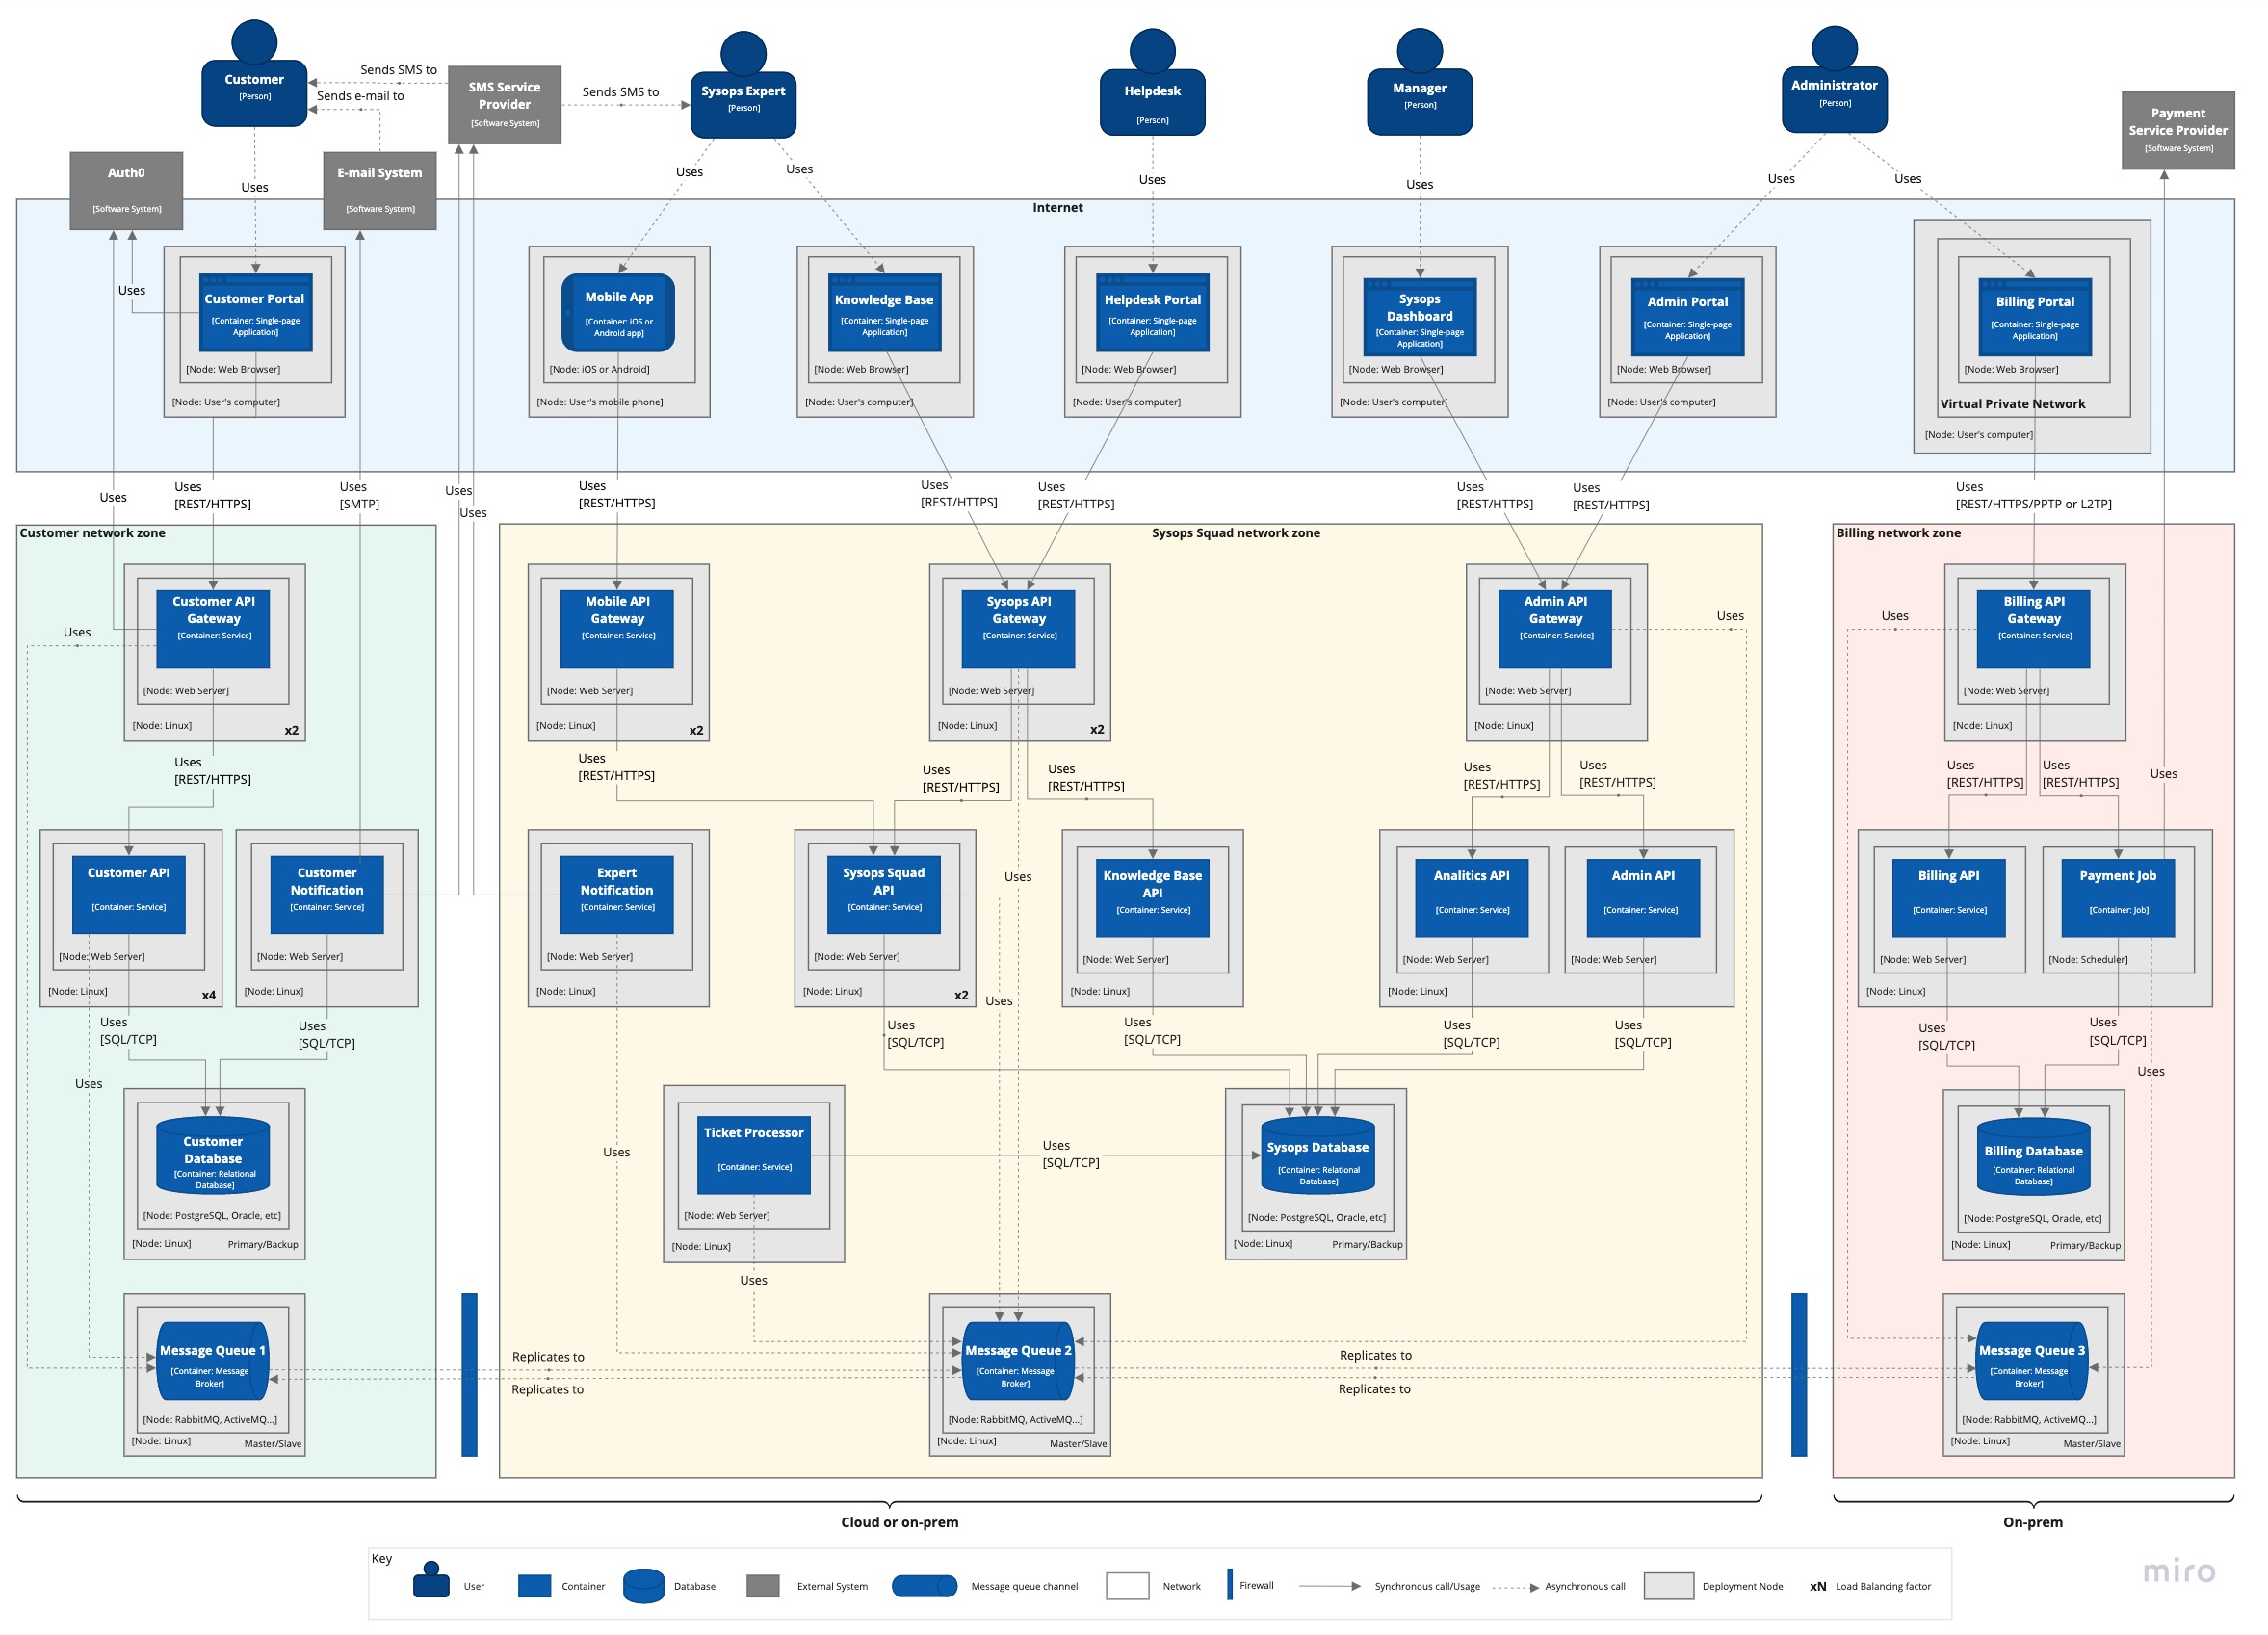 Customer
[Person]
Sends SMS to
Sends e-mail to
SMS Service
Provider
[Software System]
Sends SMS to
Sysops Expert
[Person]
Helpdesk
[Person]
Manager
[Person]
Administrator
[Person]
Payment
Service Provider
[Software System]
Auth0
[Software System]
E-mail System
[Software System]
Uses
Uses
Uses
Uses
Uses
Uses
Uses
Internet
Uses
Customer Portal
[Container: Single-page
Application]
[Node: Web Browser]
[Node: User's computer]
Mobile App
[Container: iOS or
Android app]
[Node: iOS or Android]
[Node: User's mobile phone]
Knowledge Base
[Container: Single-page
Application]
[Node: Web Browser]
[Node: User's computer]
Helpdesk Portal
[Container: Single-page
Application]
[Node: Web Browser]
[Node: User's computer]
Sysops
Dashboard
[Container: Single-page
Application]
[Node: Web Browser]
[Node: User's computer]
Admin Portal
[Container: Single-page
Application]
[Node: Web Browser]
[Node: User's computer]
Billing Portal
[Container: Single-page
Application]
[Node: Web Browser]
Virtual Private Network
[Node: User's computer]
Uses
Uses
[REST/HTTPS]
Uses
[SMTP]
Uses
Uses
Uses
[REST/HTTPS]
Uses
[REST/HTTPS]
Uses
[REST/HTTPS]
Uses
[REST/HTTPS]
Uses
[REST/HTTPS]
Uses
[REST/HTTPS/PPTP or L2TP]
Customer network zone
Sysops Squad network zone
Billing network zone
Customer API
Gateway
[Container: Service]
[Node: Web Server]
[Node: Linux]
x2
Uses
Mobile API
Gateway
[Container: Service]
[Node: Web Server]
[Node: Linux]
x2
Sysops API
Gateway
[Container: Service]
[Node: Web Server]
[Node: Linux]
x2
Admin API
Gateway
[Container: Service]
[Node: Web Server]
[Node: Linux]
Uses
Uses
Billing API
Gateway
[Container: Service]
[Node: Web Server]
[Node: Linux]
Uses
[REST/HTTPS]
Uses
[REST/HTTPS]
Uses
[REST/HTTPS]
Uses
[REST/HTTPS]
Uses
[REST/HTTPS]
Uses
[REST/HTTPS]
Uses
[REST/HTTPS]
Uses
[REST/HTTPS]
Uses
Customer API
[Container: Service]
[Node: Web Server]
[Node: Linux]
x4
Customer
Notification
[Container: Service]
[Node: Web Server]
[Node: Linux]
Expert
Notification
[Container: Service]
[Node: Web Server]
[Node: Linux]
Sysops Squad
API
[Container: Service]
[Node: Web Server]
[Node: Linux]
x2
Uses
Uses
Knowledge Base
API
[Container: Service]
[Node: Web Server]
[Node: Linux]
Analitics API
[Container: Service]
[Node: Web Server]
[Node: Linux]
Admin API
[Container: Service]
[Node: Web Server]
Billing API
[Container: Service]
[Node: Web Server]
[Node: Linux]
Payment Job
[Container: Job]
[Node: Scheduler]
Uses
[SQL/TCP]
Uses
[SQL/TCP]
Uses
[SQL/TCP]
Uses
[SQL/TCP]
Uses
[SQL/TCP]
Uses
[SQL/TCP]
Uses
[SQL/TCP]
Uses
[SQL/TCP]
Uses
Uses
Customer
Database
[Container: Relational
Database]
[Node: PostgreSQL, Oracle, etc]
[Node: Linux]
Primary/Backup
Uses
Ticket Processor
[Container: Service]
[Node: Web Server]
[Node: Linux]
Uses
[SQL/TCP]
Sysops Database
[Container: Relational
Database]
[Node: PostgreSQL, Oracle, etc]
[Node: Linux]
Primary/Backup
Billing Database
[Container: Relational
Database]
[Node: PostgreSQL, Oracle, etc]
[Node: Linux]
Primary/Backup
Uses
Message Queue 1
[Container: Message
Broker]
[Node: RabbitMQ, ActiveMQ...]
[Node: Linux]
Master/Slave
Replicates to
Replicates to
Message Queue 2
[Container: Message
Broker]
[Node: RabbitMQ, ActiveMQ...]
[Node: Linux]
Master/Slave
Replicates to
Replicates to
Message Queue 3
[Container: Message
Broker]
[Node: RabbitMQ, ActiveMQ...]
[Node: Linux]
Master/Slave
Cloud or on-prem
On-prem
Key
User
Container
Database
External System
Message queue channel
Network
Firewall
Synchronous call/Usage
Asynchronous call
Deployment Node
xN
Load Balancing factor
miro